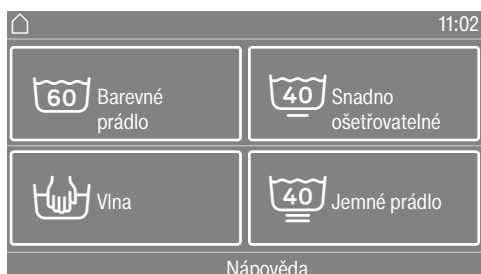 11:02
60 Barevné
prádlo
40 Snadno
ošetřovatelné
Vlna
40 Jemné prádlo
Nápověda